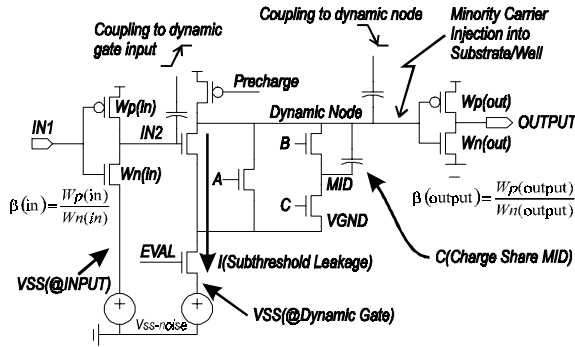 Coupling to dynamic
gate input
Coupling to dynamic node
Minority Carrier
Injection into
Substrate/Well
Precharge
Wp(in)
Dynamic Node
Wp(out)
IN1
IN2
OUTPUT
B
Wn(in)
Wn(out)
A
MID
β(in)=Wp(in)/Wn(in)
C
VGND
β(output)=Wp(output)/Wn(output)
EVAL
I(Subthreshold Leakage)
C(Charge Share MID)
VSS(@INPUT)
VSS(@Dynamic Gate)
+
+
Vss-noise